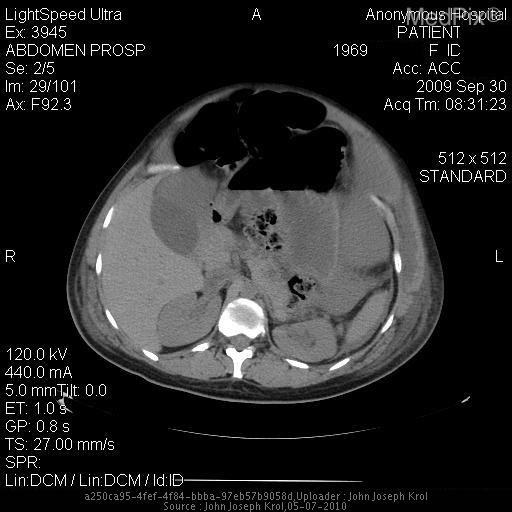 LightSpeed Ultra
Ex: 3945
ABDOMEN PROSP
Se: 2/5
Im: 29/101
Ax: F92.3
A
Anonymous Hospital
MedPix®
PATIENT
1969 F ID
Acc: ACC
2009 Sep 30
Acq Tm: 08:31:23
512 x 512
STANDARD
R
L
120.0 kV
440.0 mA
5.0 mmTilt: 0.0
ET: 1.0 s
GP: 0.8 s
TS: 27.00 mm/s
SPR:
Lin:DCM / Lin:DCM / Id:ID
a250ca95-4fef-4f84-bbba-97eb57b9058d,Uploader : John Joseph Krol
Source : John Joseph Krol,05-07-2010